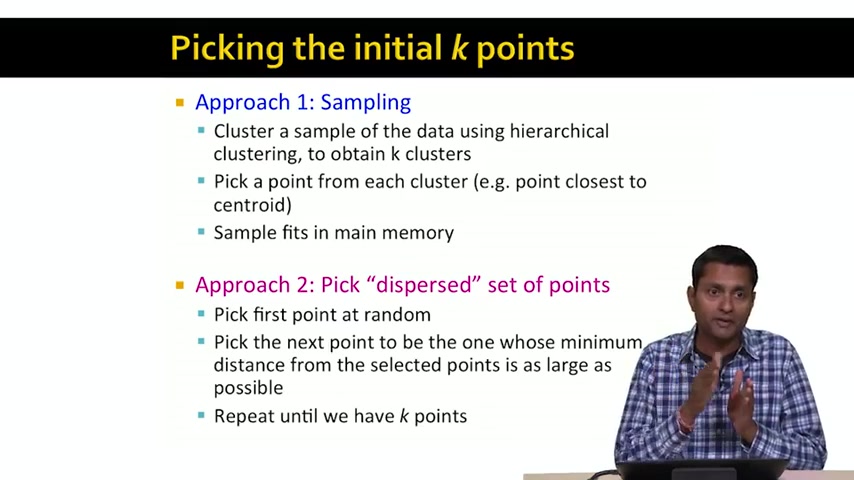 Picking the initial k points
Approach 1: Sampling
Cluster a sample of the data using hierarchical
clustering, to obtain k clusters
Pick a point from each cluster (e.g. point closest to
centroid)
Sample fits in main memory
Approach 2: Pick “dispersed” set of points
Pick first point at random
Pick the next point to be the one whose minimum
distance from the selected points is as large as
possible
Repeat until we have k points